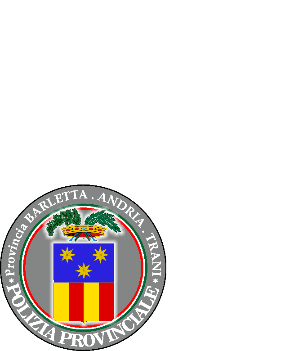 Provincia BARLETTA . ANDRIA . TRANI
POLIZIA PROVINCIALE